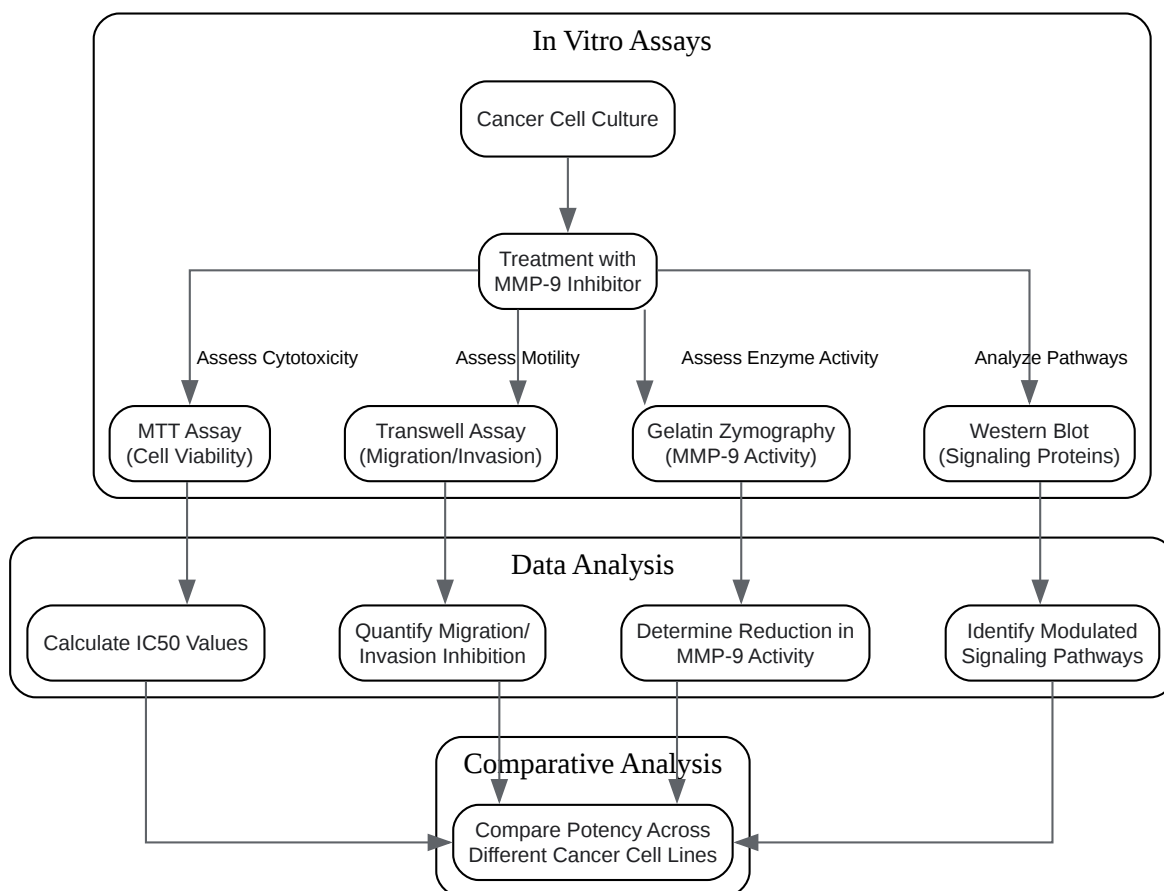 In Vitro Assays
Cancer Cell Culture
Treatment with
MMP-9 Inhibitor
Assess Cytotoxicity
Assess Motility
Assess Enzyme Activity
Analyze Pathways
MTT Assay
(Cell Viability)
Transwell Assay
(Migration/Invasion)
Gelatin Zymography
(MMP-9 Activity)
Western Blot
(Signaling Proteins)
Data Analysis
Calculate IC50 Values
Quantify Migration/
Invasion Inhibition
Determine Reduction in
MMP-9 Activity
Identify Modulated
Signaling Pathways
Comparative Analysis
Compare Potency Across
Different Cancer Cell Lines